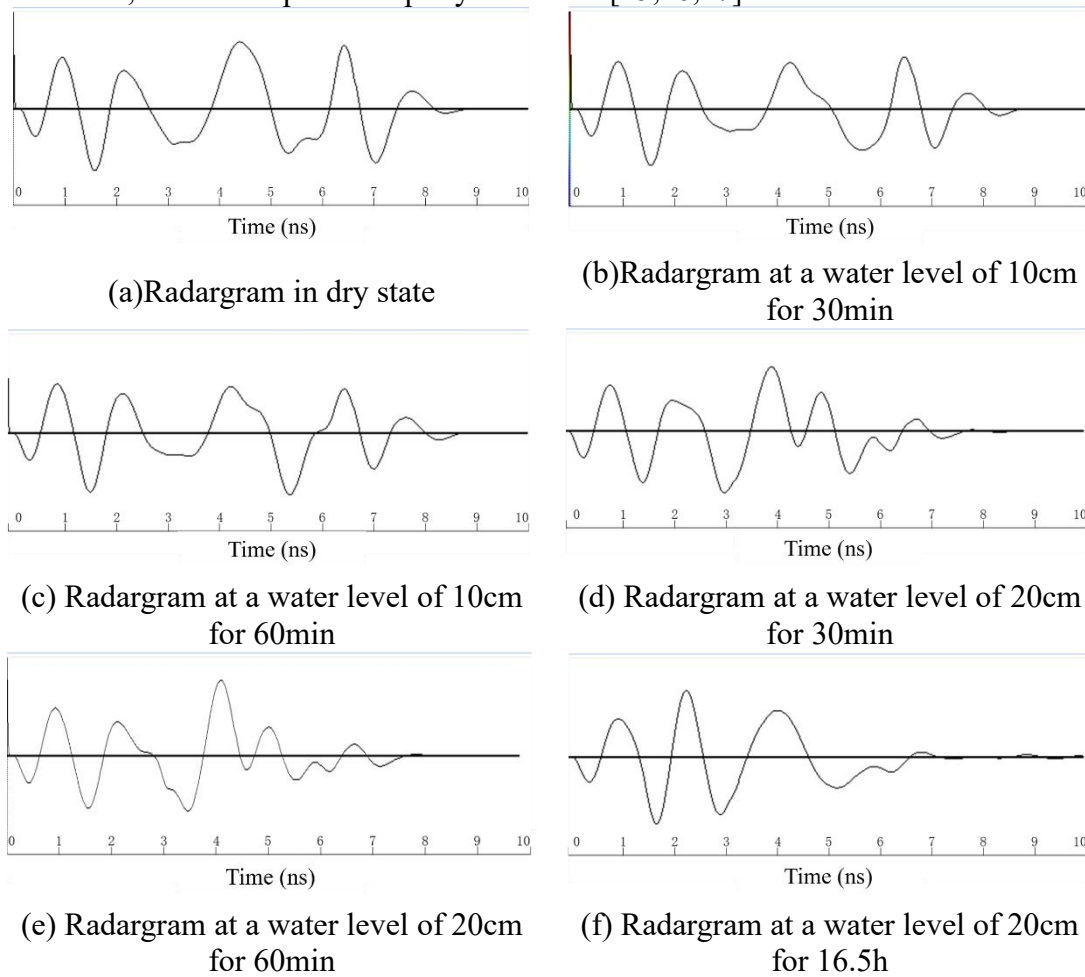 0 1 2 3 4 5 6 7 8 9 10
Time (ns)
(a)Radargram in dry state
0 1 2 3 4 5 6 7 8 9 10
Time (ns)
(b)Radargram at a water level of 10cm
for 30min
0 1 2 3 4 5 6 7 8 9 10
Time (ns)
(c) Radargram at a water level of 10cm
for 60min
0 1 2 3 4 5 6 7 8 9 10
Time (ns)
(d) Radargram at a water level of 20cm
for 30min
0 1 2 3 4 5 6 7 8 9 10
Time (ns)
(e) Radargram at a water level of 20cm
for 60min
0 1 2 3 4 5 6 7 8 9 10
Time (ns)
(f) Radargram at a water level of 20cm
for 16.5h